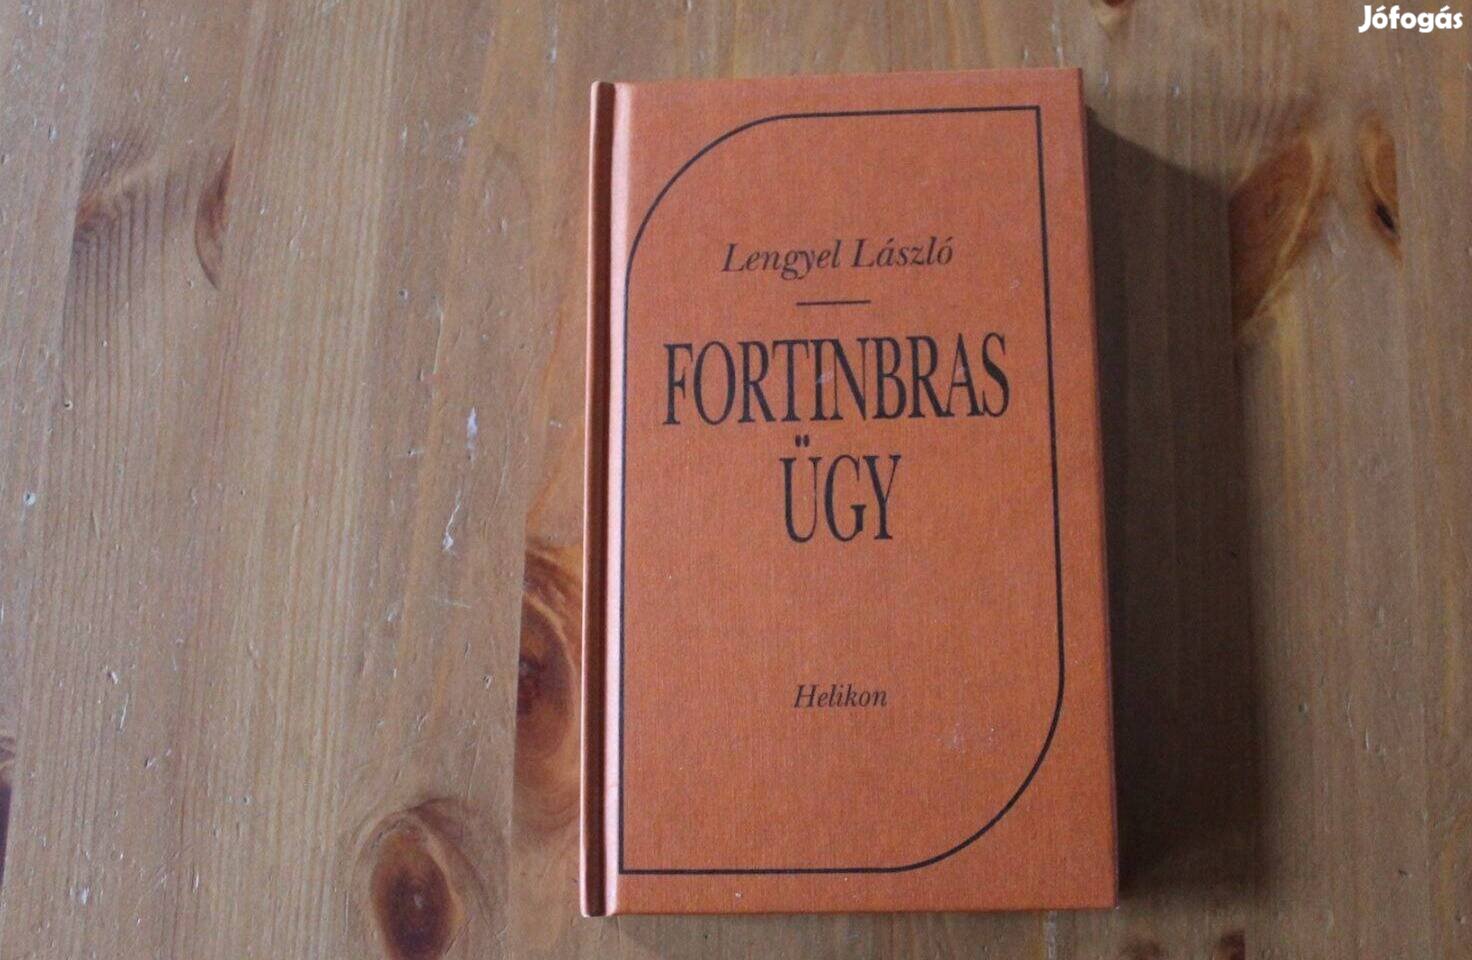 Jófogás
Lengyel László
FORTINBRAS
ÜGY
Helikon